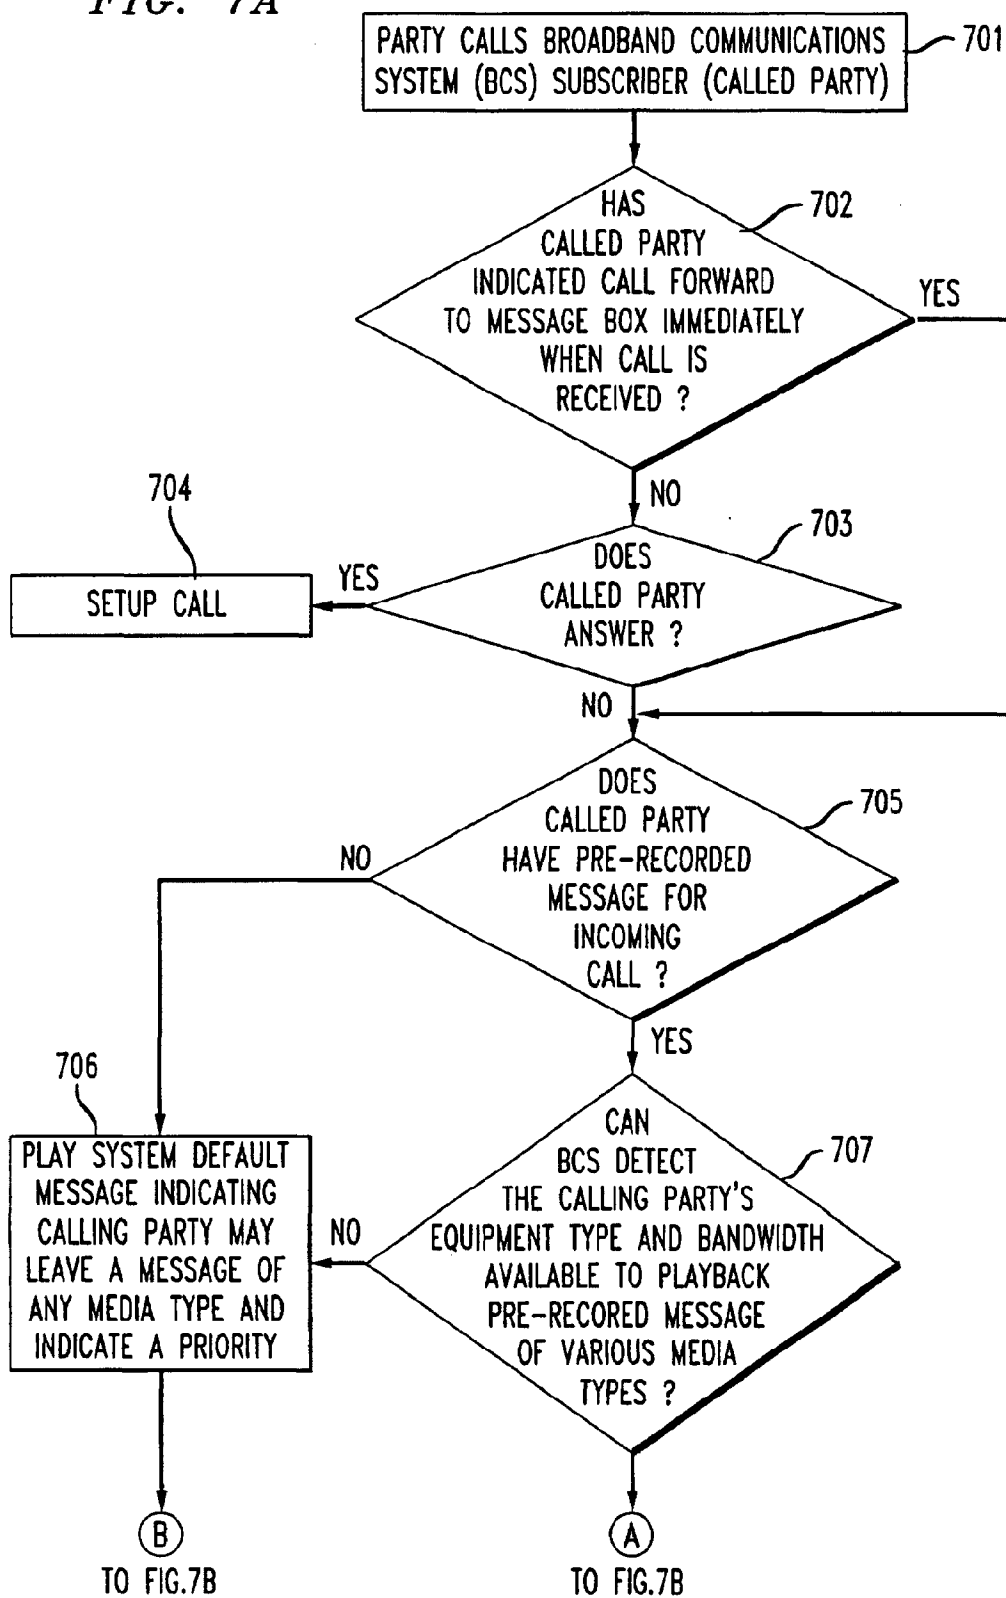 FIG. 7A
PARTY CALLS BROADBAND COMMUNICATIONS
SYSTEM (BCS) SUBSCRIBER (CALLED PARTY)
701
HAS
CALLED PARTY
INDICATED CALL FORWARD
TO MESSAGE BOX IMMEDIATELY
WHEN CALL IS
RECEIVED ?
702
YES
NO
704
SETUP CALL
YES
DOES
CALLED PARTY
ANSWER ?
703
NO
DOES
CALLED PARTY
HAVE PRE-RECORDED
MESSAGE FOR
INCOMING
CALL ?
705
NO
YES
706
PLAY SYSTEM DEFAULT
MESSAGE INDICATING
CALLING PARTY MAY
LEAVE A MESSAGE OF
ANY MEDIA TYPE AND
INDICATE A PRIORITY
NO
CAN
BCS DETECT
THE CALLING PARTY'S
EQUIPMENT TYPE AND BANDWIDTH
AVAILABLE TO PLAYBACK
PRE-RECORED MESSAGE
OF VARIOUS MEDIA
TYPES ?
707
B
TO FIG.7B
A
TO FIG.7B